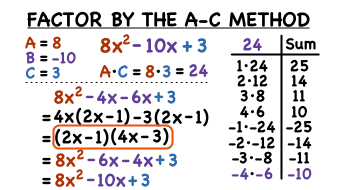 FACTOR BY THE A-C METHOD
A = 8
B = -10
C = 3
8x² - 10x + 3
A·C = 8·3 = 24
8x² - 4x - 6x + 3
= 4x(2x-1) - 3(2x-1)
= (2x-1)(4x-3)
= 8x² - 6x - 4x + 3
= 8x² - 10x + 3
24 Sum
1·24 25
2·12 14
3·8 11
4·6 10
-1·-24 -25
-2·-12 -14
-3·-8 -11
-4·-6 -10